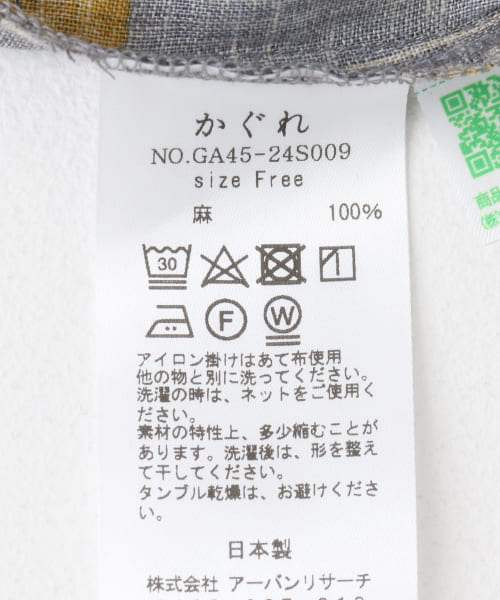 かぐれ
NO.GA45-24S009
size Free
麻 100%
30
F W
アイロン掛けはあて布使用
他の物と別に洗ってください。
洗濯の時は、ネットをご使用く
ださい。
素材の特性上、多少縮むことが
あります。洗濯後は、形を整え
て干してください。
タンブル乾燥は、お避けくださ
い。
日本製
株式会社 アーバンリサーチ
商品
(株)